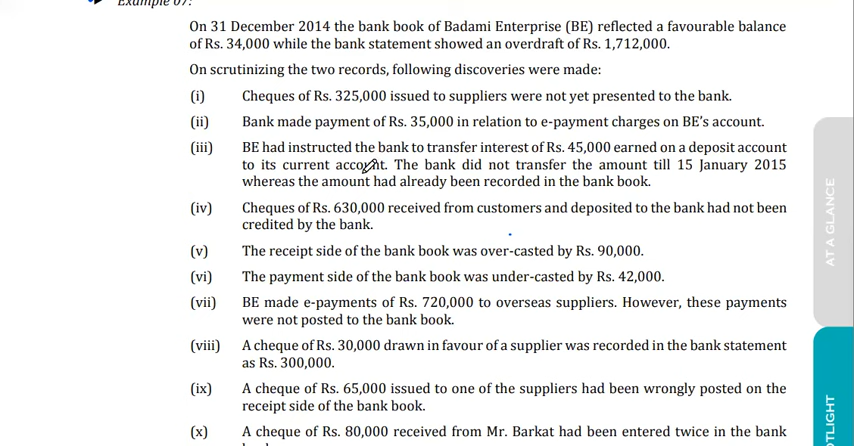 Example 07:
On 31 December 2014 the bank book of Badami Enterprise (BE) reflected a favourable balance
of Rs. 34,000 while the bank statement showed an overdraft of Rs. 1,712,000.
On scrutinizing the two records, following discoveries were made:
(i) Cheques of Rs. 325,000 issued to suppliers were not yet presented to the bank.
(ii) Bank made payment of Rs. 35,000 in relation to e-payment charges on BE's account.
(iii) BE had instructed the bank to transfer interest of Rs. 45,000 earned on a deposit account
to its current account. The bank did not transfer the amount till 15 January 2015
whereas the amount had already been recorded in the bank book.
(iv) Cheques of Rs. 630,000 received from customers and deposited to the bank had not been
credited by the bank.
(v) The receipt side of the bank book was over-casted by Rs. 90,000.
(vi) The payment side of the bank book was under-casted by Rs. 42,000.
(vii) BE made e-payments of Rs. 720,000 to overseas suppliers. However, these payments
were not posted to the bank book.
(viii) A cheque of Rs. 30,000 drawn in favour of a supplier was recorded in the bank statement
as Rs. 300,000.
(ix) A cheque of Rs. 65,000 issued to one of the suppliers had been wrongly posted on the
receipt side of the bank book.
(x) A cheque of Rs. 80,000 received from Mr. Barkat had been entered twice in the bank
AT A GLANCE
OTLIGHT